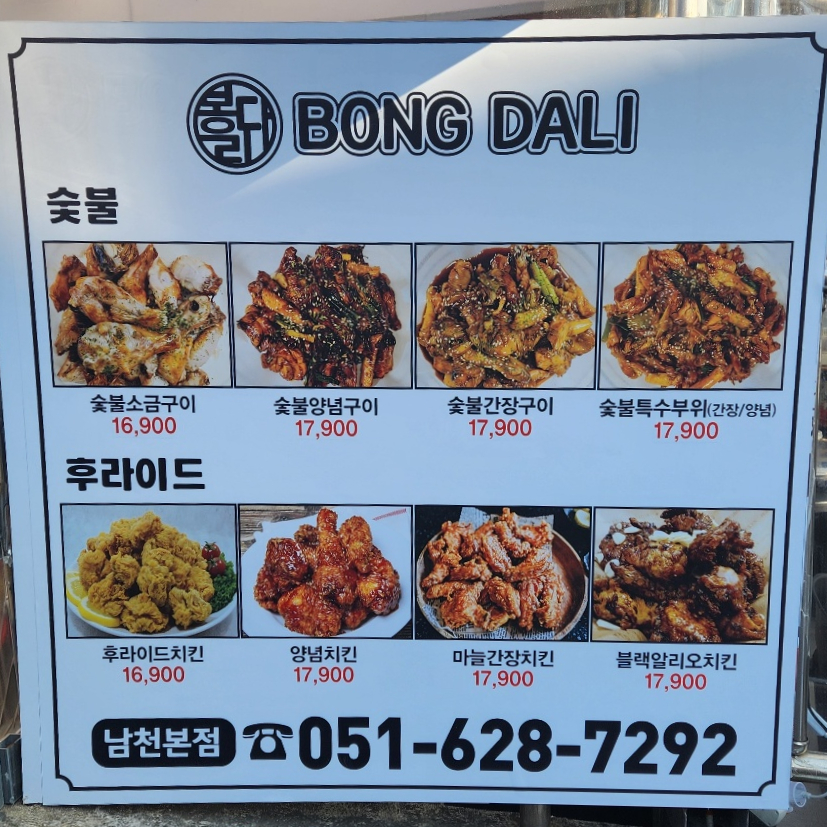 봉닭 BONG DALI
을
숯불
숯불소금구이 숯불양념구이 숯불간장구이 숯불특수부위(간장/양념)
16,900 17,900 17,900 17,900
후라이드
후라이드치킨 양념치킨 마늘간장치킨 블랙알리오치킨
16,900 17,900 17,900 17,900
남천본점 ☎051-628-7292